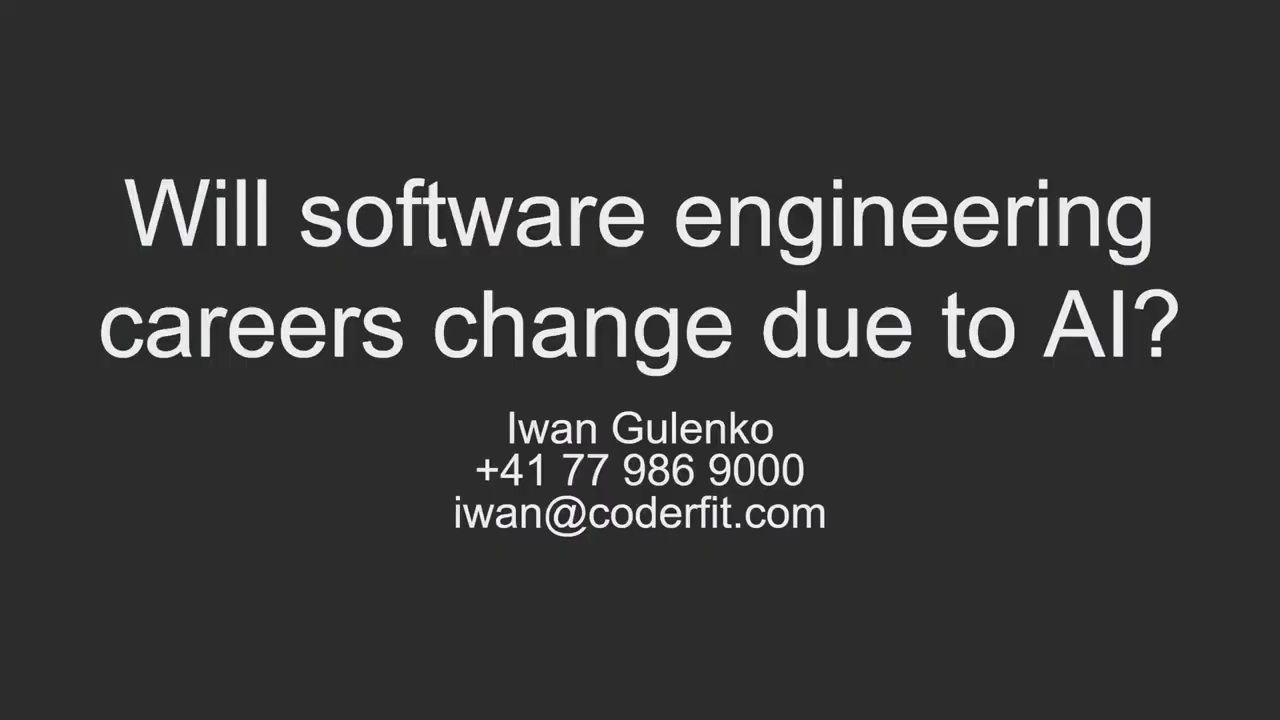 Will software engineering
careers change due to AI?
Iwan Gulenko
+41 77 986 9000
iwan@coderfit.com